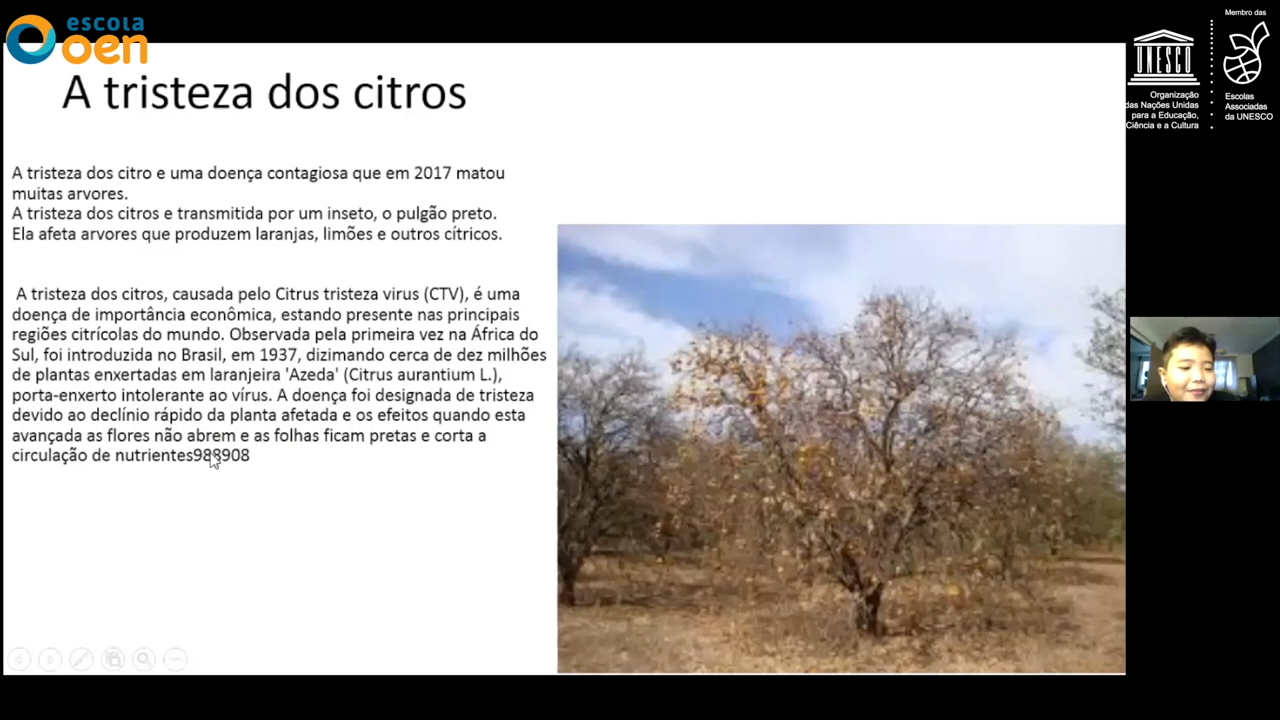 escola
oen
A tristeza dos citros
A tristeza dos citro e uma doença contagiosa que em 2017 matou
muitas arvores.
A tristeza dos citros e transmitida por um inseto, o pulgão preto.
Ela afeta arvores que produzem laranjas, limões e outros cítricos.
A tristeza dos citros, causada pelo Citrus tristeza virus (CTV), é uma
doença de importância econômica, estando presente nas principais
regiões citrícolas do mundo. Observada pela primeira vez na África do
Sul, foi introduzida no Brasil, em 1937, dizimando cerca de dez milhões
de plantas enxertadas em laranjeira 'Azeda' (Citrus aurantium L.),
porta-enxerto intolerante ao vírus. A doença foi designada de tristeza
devido ao declínio rápido da planta afetada e os efeitos quando esta
avançada as flores não abrem e as folhas ficam pretas e corta a
circulação de nutrientes988908
UNESCO
Organização
das Nações Unidas
para a Educação,
Ciência e a Cultura
Membro das
Escolas
Associadas
da UNESCO